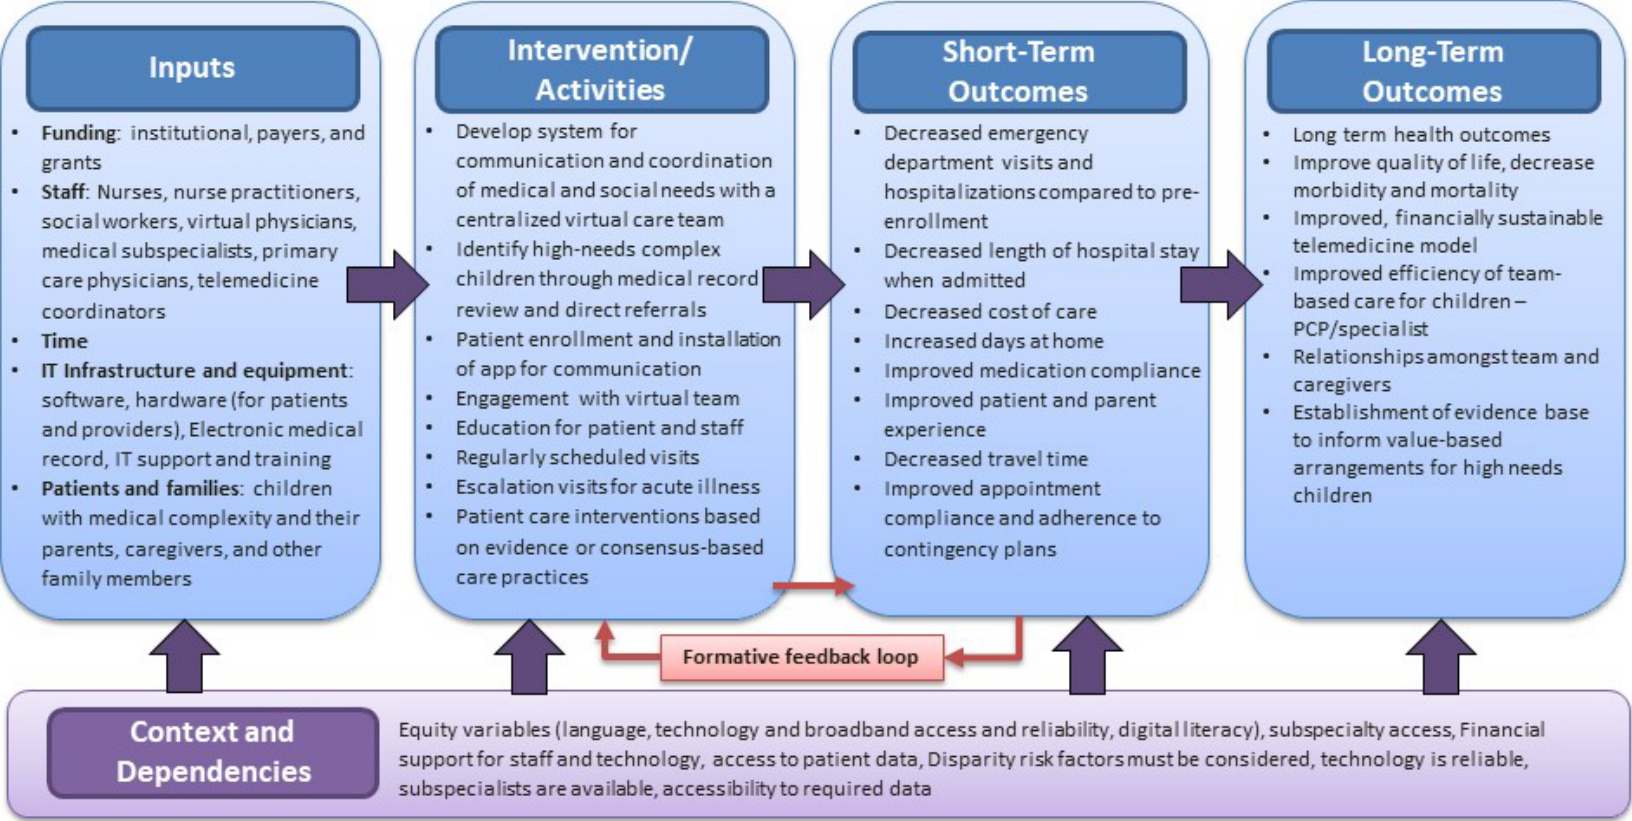 Inputs
• Funding: institutional, payers, and
grants
• Staff: Nurses, nurse practitioners,
social workers, virtual physicians,
medical subspecialists, primary
care physicians, telemedicine
coordinators
• Time
• IT Infrastructure and equipment:
software, hardware (for patients
and providers), Electronic medical
record, IT support and training
• Patients and families: children
with medical complexity and their
parents, caregivers, and other
family members
Intervention/
Activities
• Develop system for
communication and coordination
of medical and social needs with a
centralized virtual care team
• Identify high-needs complex
children through medical record
review and direct referrals
• Patient enrollment and installation
of app for communication
• Engagement with virtual team
• Education for patient and staff
• Regularly scheduled visits
• Escalation visits for acute illness
• Patient care interventions based
on evidence or consensus-based
care practices
Short-Term
Outcomes
• Decreased emergency
department visits and
hospitalizations compared to pre-
enrollment
• Decreased length of hospital stay
when admitted
• Decreased cost of care
• Increased days at home
• Improved medication compliance
• Improved patient and parent
experience
• Decreased travel time
• Improved appointment
compliance and adherence to
contingency plans
Long-Term
Outcomes
• Long term health outcomes
• Improve quality of life, decrease
morbidity and mortality
• Improved, financially sustainable
telemedicine model
• Improved efficiency of team-
based care for children –
PCP/specialist
• Relationships amongst team and
caregivers
• Establishment of evidence base
to inform value-based
arrangements for high needs
children
Formative feedback loop
Context and
Dependencies
Equity variables (language, technology and broadband access and reliability, digital literacy), subspecialty access, Financial
support for staff and technology, access to patient data, Disparity risk factors must be considered, technology is reliable,
subspecialists are available, accessibility to required data